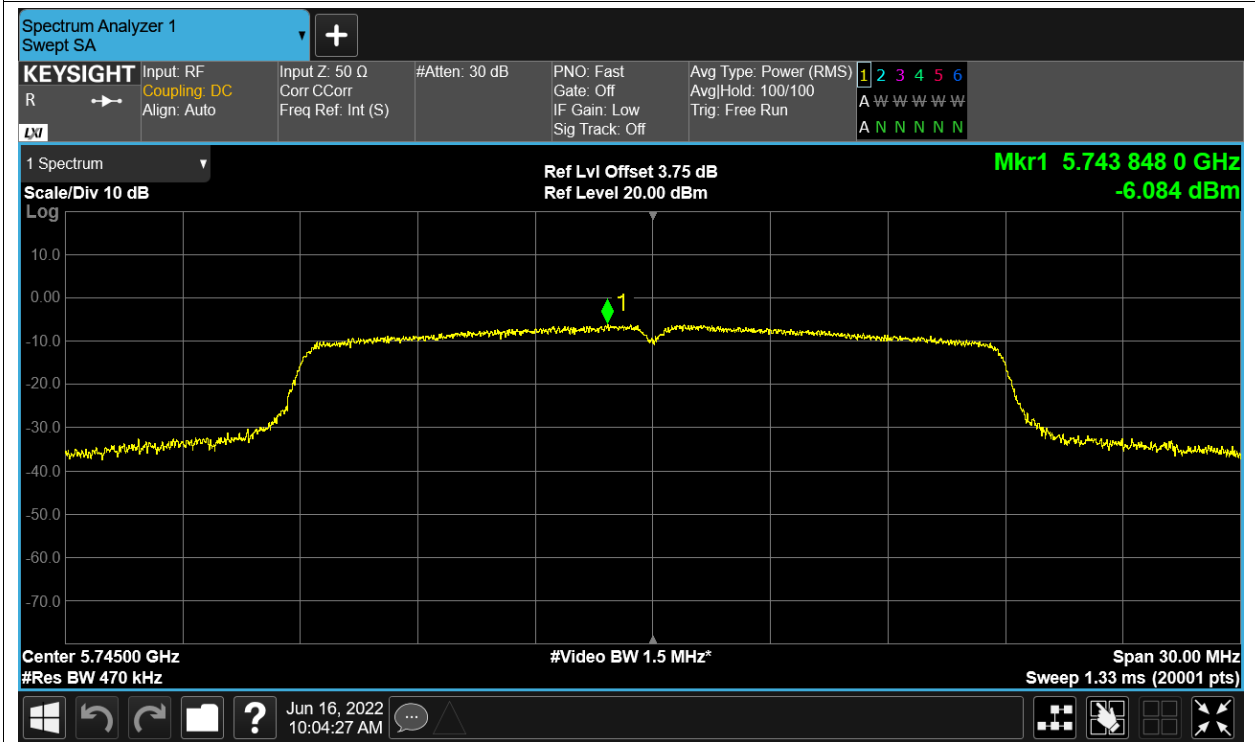 Spectrum Analyzer 1
Swept SA
KEYSIGHT
R
LXI
Input: RF
Coupling: DC
Align: Auto
Input Z: 50 Ω
Corr CCorr
Freq Ref: Int (S)
#Atten: 30 dB
PNO: Fast
Gate: Off
IF Gain: Low
Sig Track: Off
Avg Type: Power (RMS)
Avg|Hold: 100/100
Trig: Free Run
1 2 3 4 5 6
A W W W W W
A N N N N N
1 Spectrum
Scale/Div 10 dB
Log
Ref Lvl Offset 3.75 dB
Ref Level 20.00 dBm
Mkr1 5.743 848 0 GHz
-6.084 dBm
10.0
0.00
1
-10.0
-20.0
-30.0
-40.0
-50.0
-60.0
-70.0
Center 5.74500 GHz
#Res BW 470 kHz
#Video BW 1.5 MHz*
Span 30.00 MHz
Sweep 1.33 ms (20001 pts)
?
Jun 16, 2022
10:04:27 AM